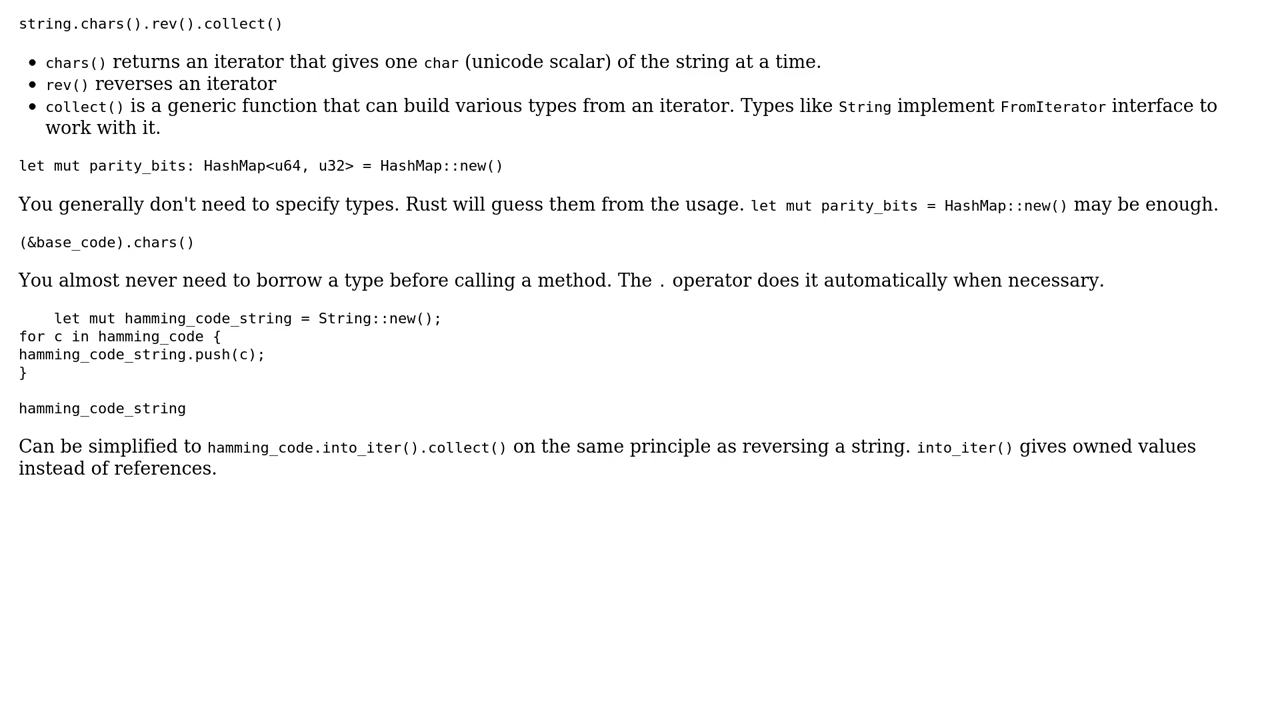 string.chars().rev().collect()
• chars() returns an iterator that gives one char (unicode scalar) of the string at a time.
• rev() reverses an iterator
• collect() is a generic function that can build various types from an iterator. Types like String implement FromIterator interface to
work with it.
let mut parity_bits: HashMap<u64, u32> = HashMap::new()
You generally don't need to specify types. Rust will guess them from the usage. let mut parity_bits = HashMap::new() may be enough.
(&base_code).chars()
You almost never need to borrow a type before calling a method. The . operator does it automatically when necessary.
    let mut hamming_code_string = String::new();
for c in hamming_code {
hamming_code_string.push(c);
}
hamming_code_string
Can be simplified to hamming_code.into_iter().collect() on the same principle as reversing a string. into_iter() gives owned values
instead of references.